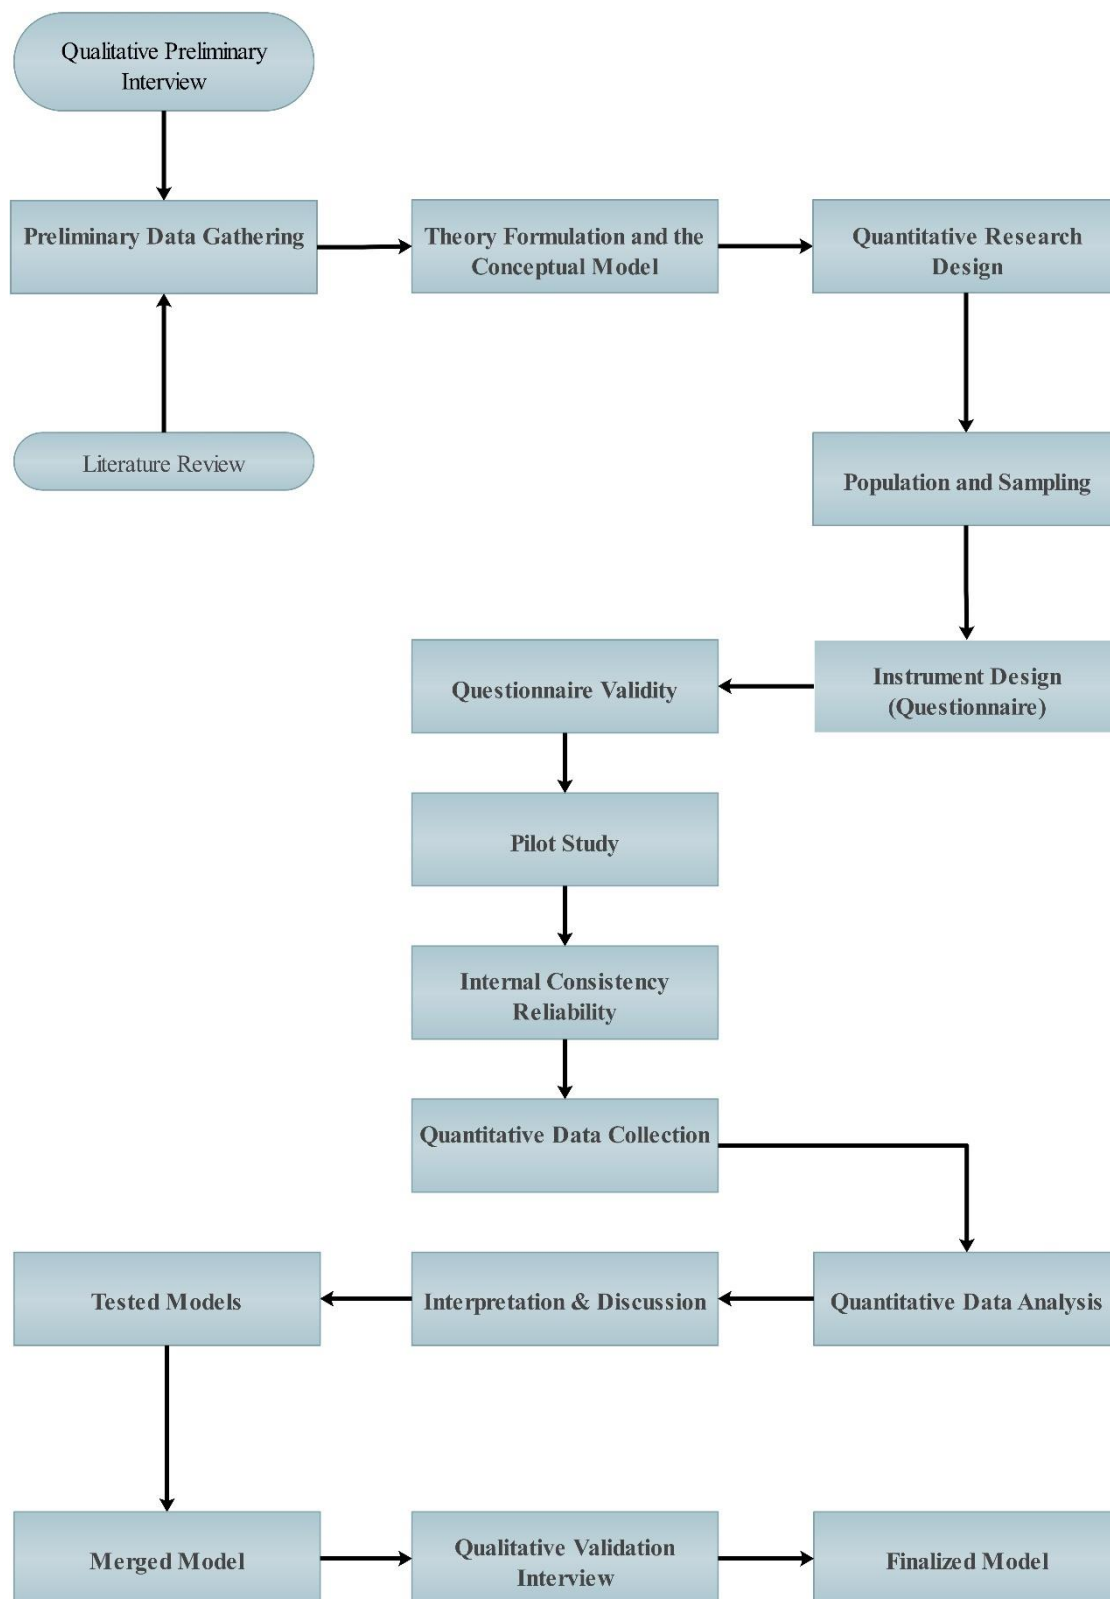 Qualitative Preliminary
Interview
Preliminary Data Gathering
Theory Formulation and the
Conceptual Model
Quantitative Research
Design
Literature Review
Population and Sampling
Instrument Design
(Questionnaire)
Questionnaire Validity
Pilot Study
Internal Consistency
Reliability
Quantitative Data Collection
Quantitative Data Analysis
Interpretation & Discussion
Tested Models
Merged Model
Qualitative Validation
Interview
Finalized Model